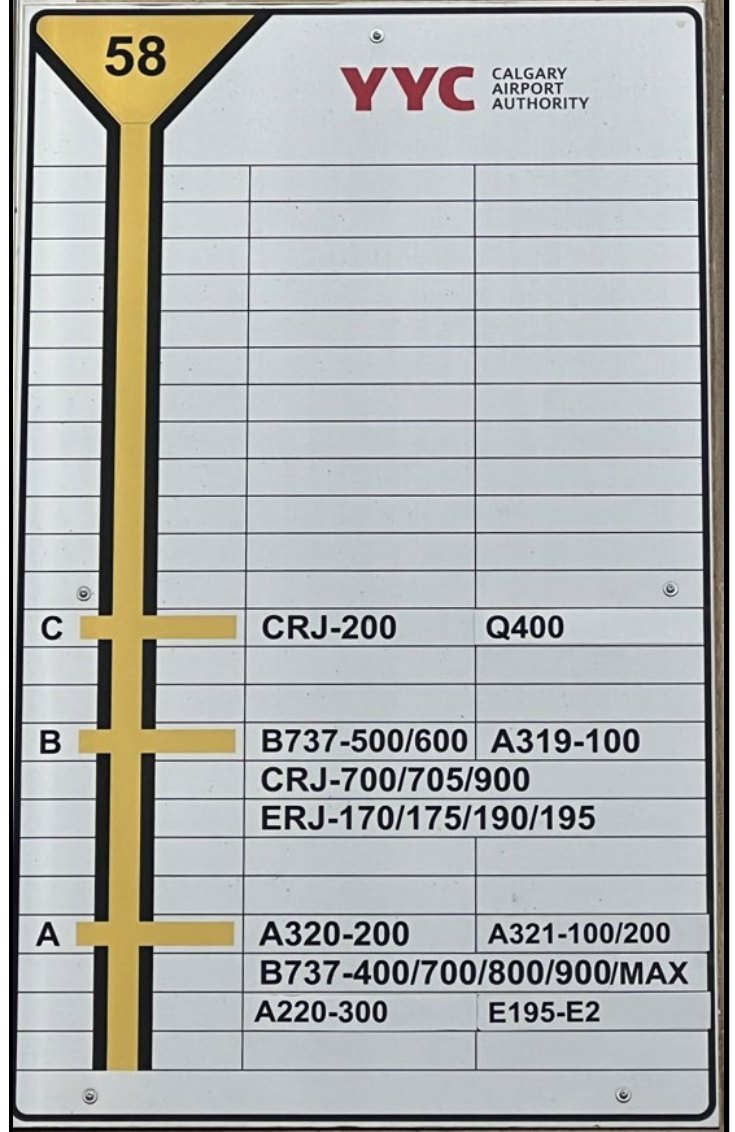 58
YYC CALGARY
AIRPORT
AUTHORITY
C CRJ-200 Q400
B B737-500/600 A319-100
CRJ-700/705/900
ERJ-170/175/190/195
A A320-200 A321-100/200
B737-400/700/800/900/MAX
A220-300 E195-E2